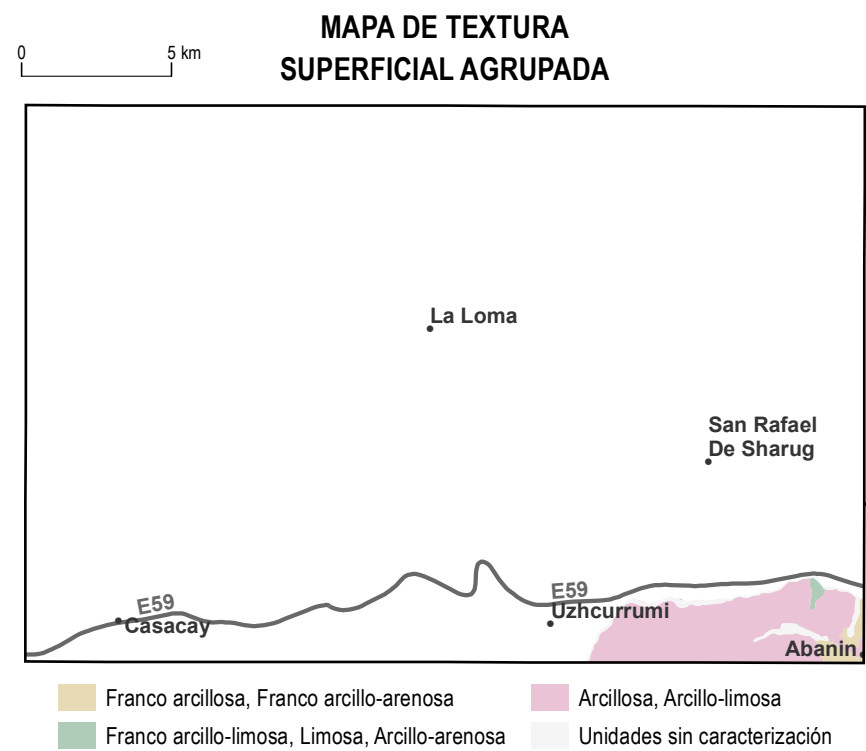 MAPA DE TEXTURA
SUPERFICIAL AGRUPADA
0 5 km
La Loma
San Rafael
De Sharug
E59
E59
Casacay
Uzhcurrumi
Abanin
Franco arcillosa, Franco arcillo-arenosa
Arcillosa, Arcillo-limosa
Franco arcillo-limosa, Limosa, Arcillo-arenosa
Unidades sin caracterización